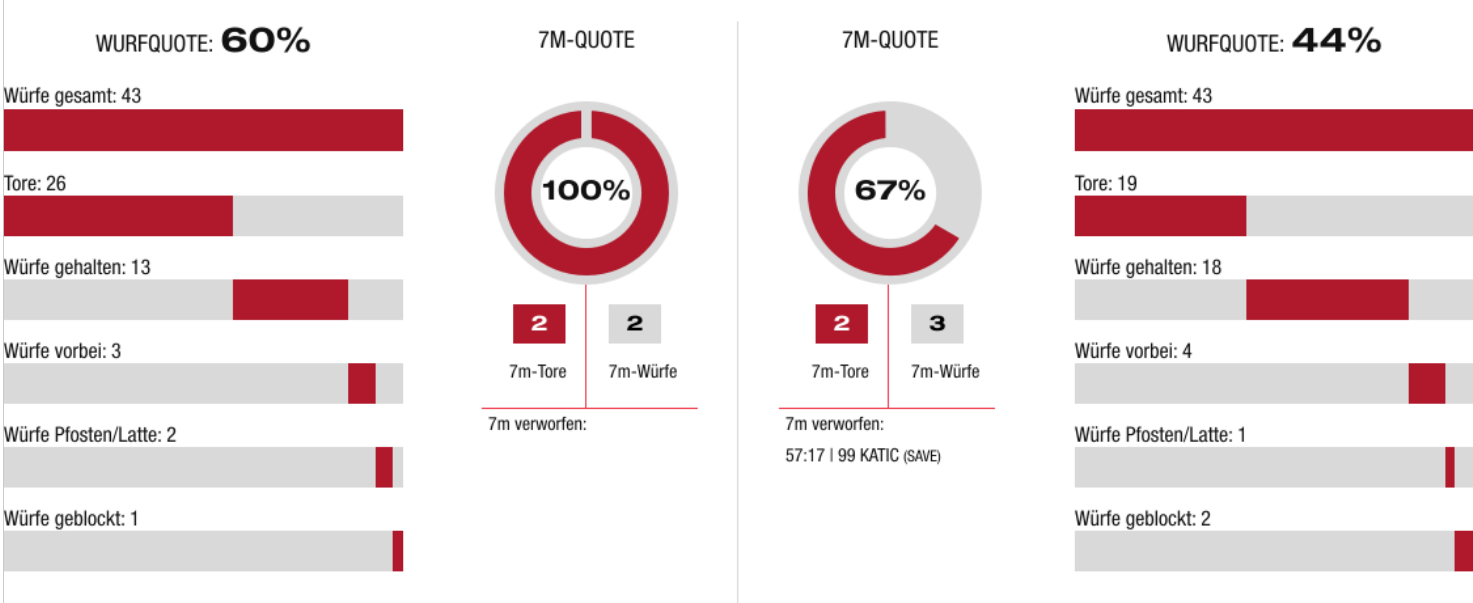 WURFQUOTE: 60%
Würfe gesamt: 43
Tore: 26
Würfe gehalten: 13
Würfe vorbei: 3
Würfe Pfosten/Latte: 2
Würfe geblockt: 1
7M-QUOTE
100%
2 2
7m-Tore 7m-Würfe
7m verworfen:
7M-QUOTE
67%
2 3
7m-Tore 7m-Würfe
7m verworfen:
57:17 | 99 KATIC (SAVE)
WURFQUOTE: 44%
Würfe gesamt: 43
Tore: 19
Würfe gehalten: 18
Würfe vorbei: 4
Würfe Pfosten/Latte: 1
Würfe geblockt: 2